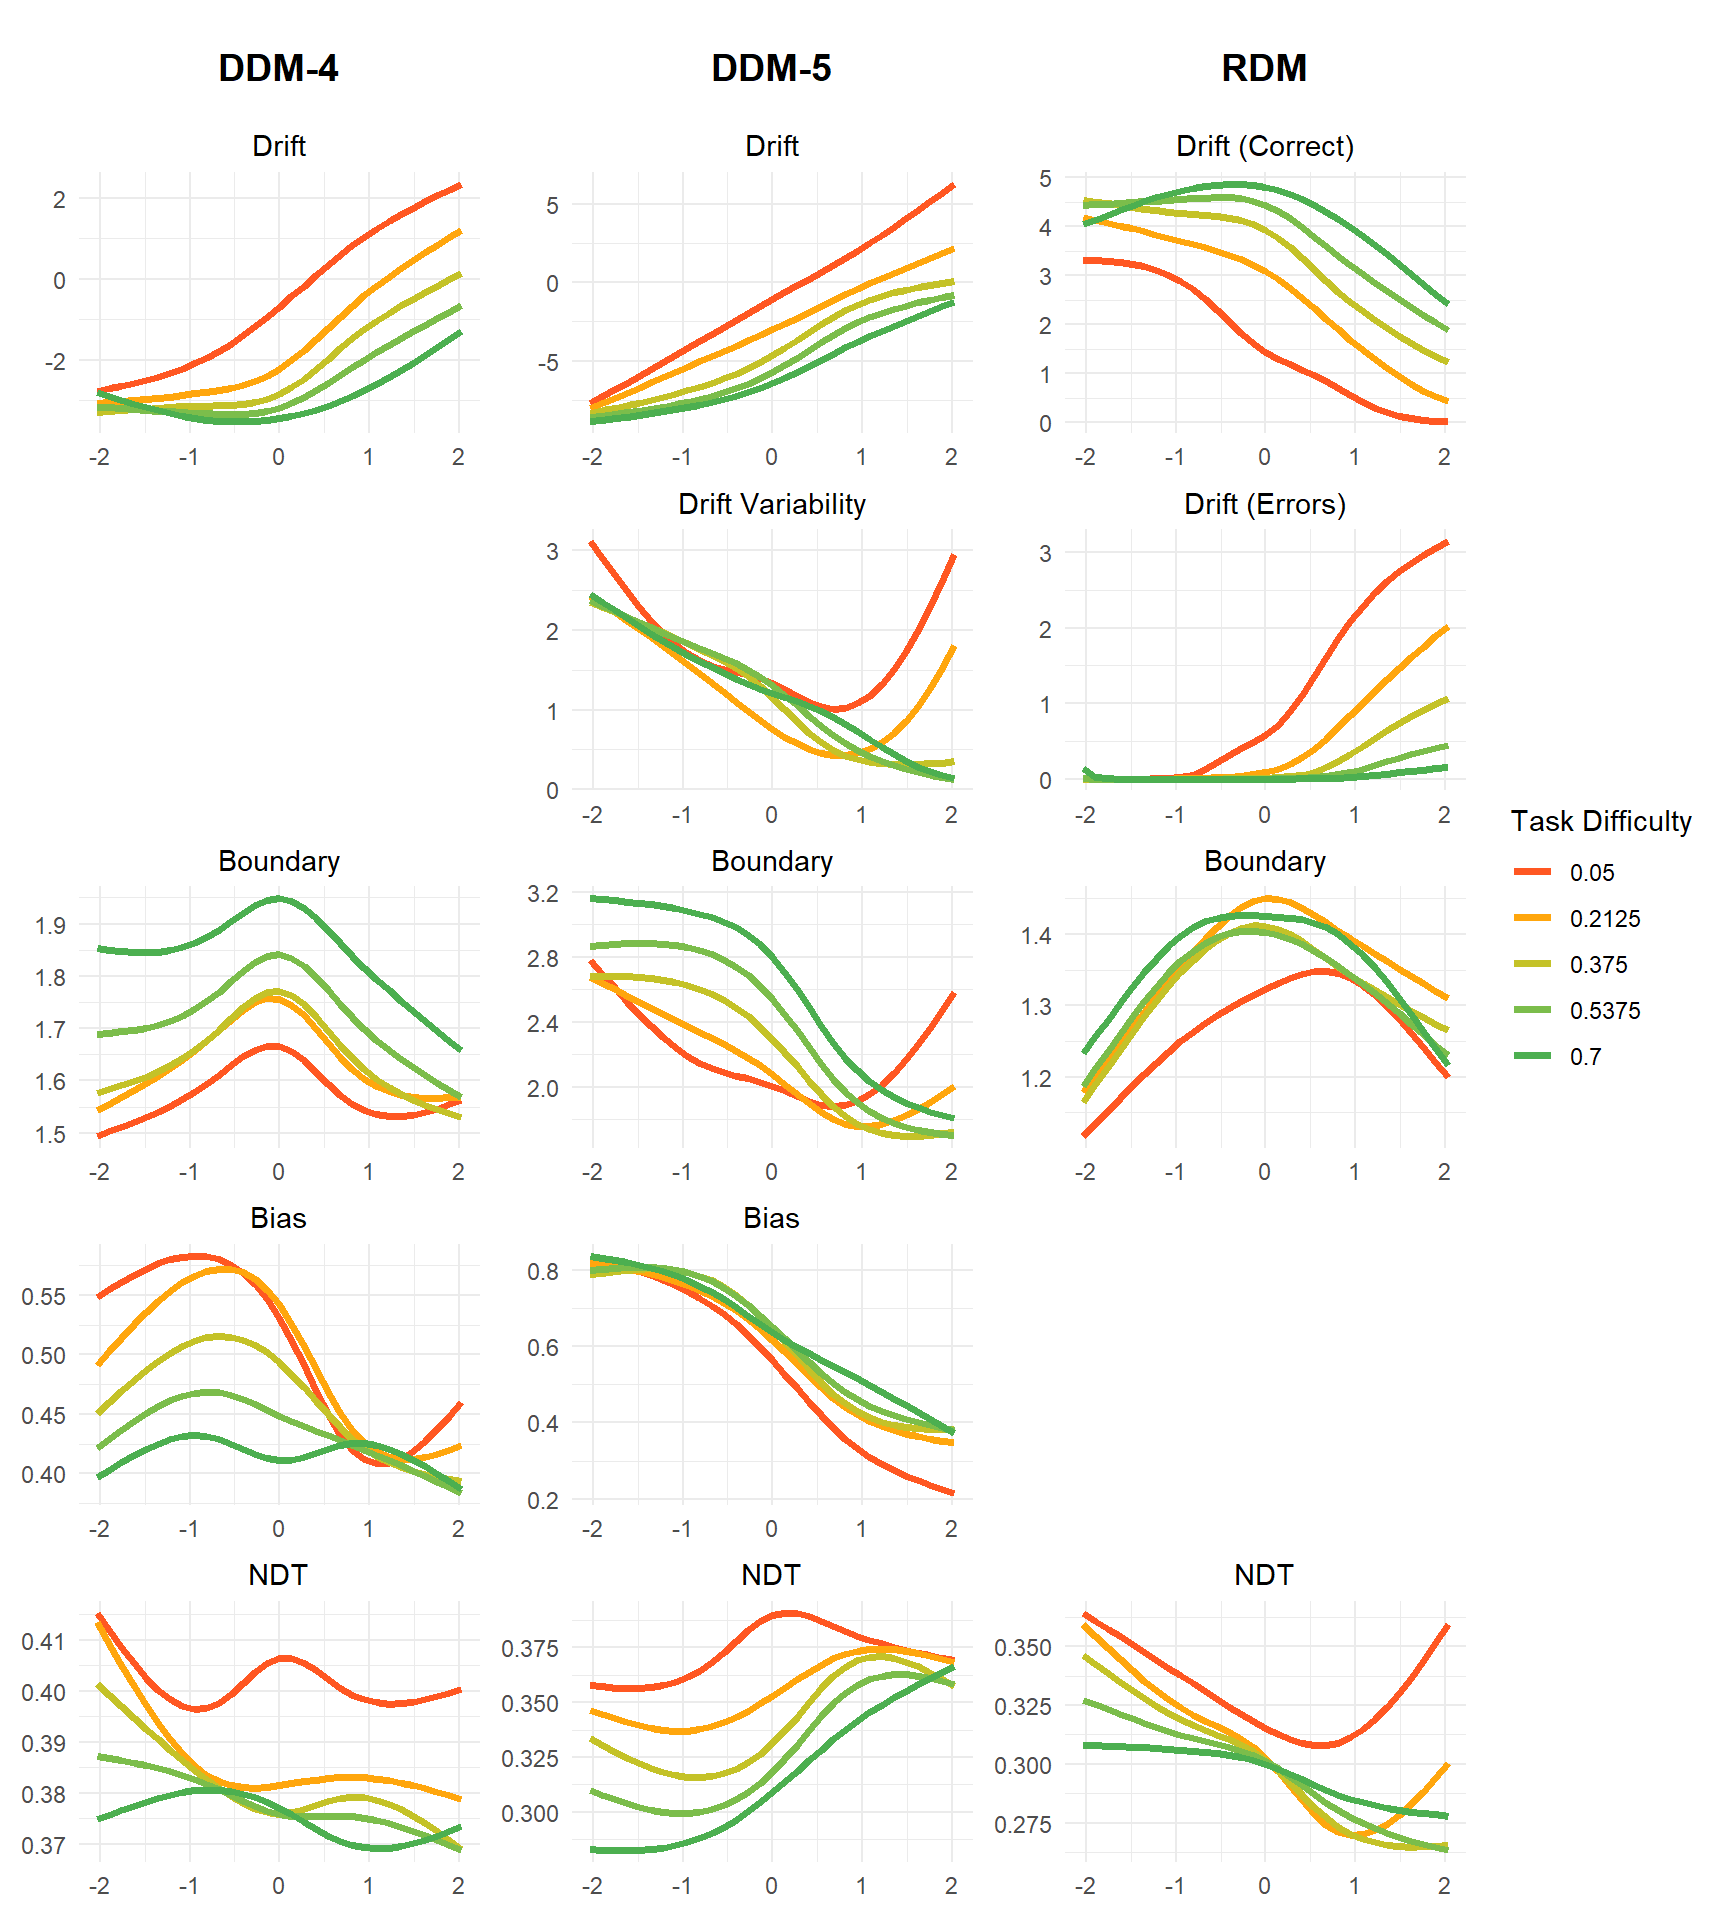 DDM-4 DDM-5 RDM
Drift Drift Drift (Correct)
2
0
-2
-2 -1 0 1 2
5
0
-5
-2 -1 0 1 2
5
4
3
2
1
0
-2 -1 0 1 2
Drift Variability Drift (Errors)
3
2
1
0
-2 -1 0 1 2
3
2
1
0
-2 -1 0 1 2
Task Difficulty
0.05
0.2125
0.375
0.5375
0.7
Boundary Boundary Boundary
1.9
1.8
1.7
1.6
1.5
-2 -1 0 1 2
3.2
2.8
2.4
2.0
-2 -1 0 1 2
1.4
1.3
1.2
-2 -1 0 1 2
Bias Bias
0.55
0.50
0.45
0.40
-2 -1 0 1 2
0.8
0.6
0.4
0.2
-2 -1 0 1 2
NDT NDT NDT
0.41
0.40
0.39
0.38
0.37
-2 -1 0 1 2
0.375
0.350
0.325
0.300
-2 -1 0 1 2
0.350
0.325
0.300
0.275
-2 -1 0 1 2